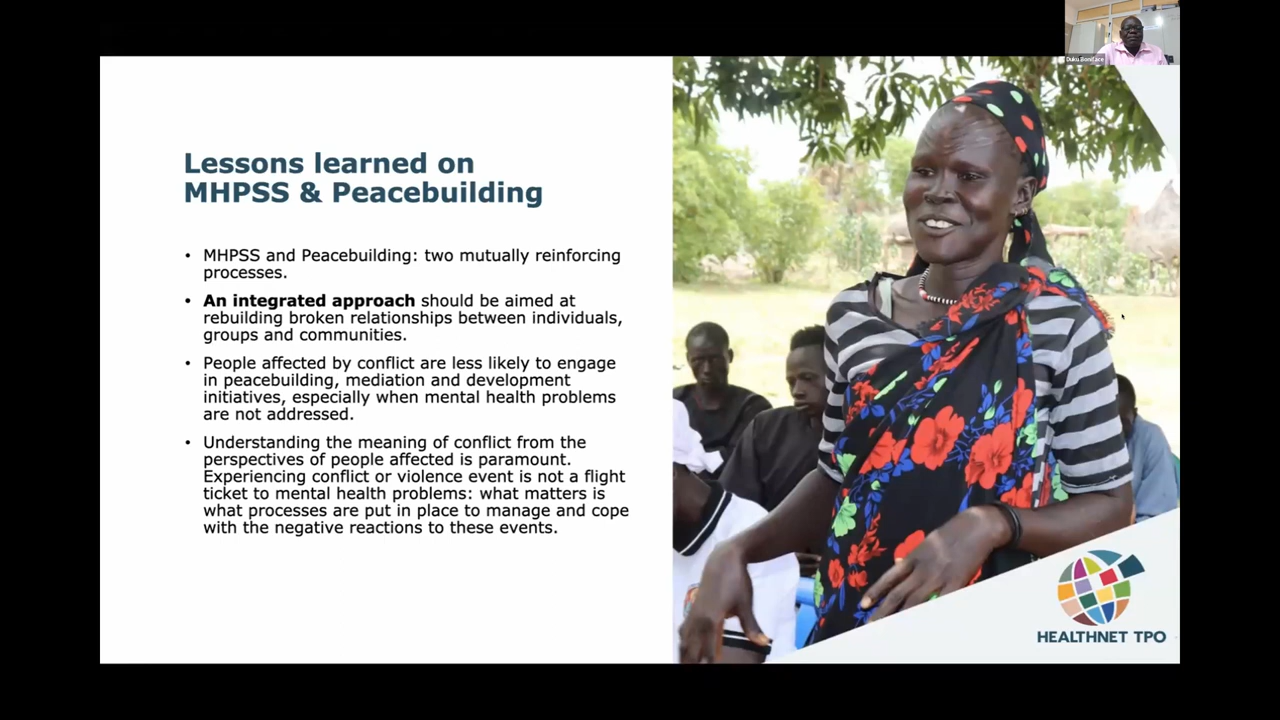 Duku Boniface
Lessons learned on
MHPSS & Peacebuilding
• MHPSS and Peacebuilding: two mutually reinforcing
processes.
• An integrated approach should be aimed at
rebuilding broken relationships between individuals,
groups and communities.
• People affected by conflict are less likely to engage
in peacebuilding, mediation and development
initiatives, especially when mental health problems
are not addressed.
• Understanding the meaning of conflict from the
perspectives of people affected is paramount.
Experiencing conflict or violence event is not a flight
ticket to mental health problems: what matters is
what processes are put in place to manage and cope
with the negative reactions to these events.
HEALTHNET TPO